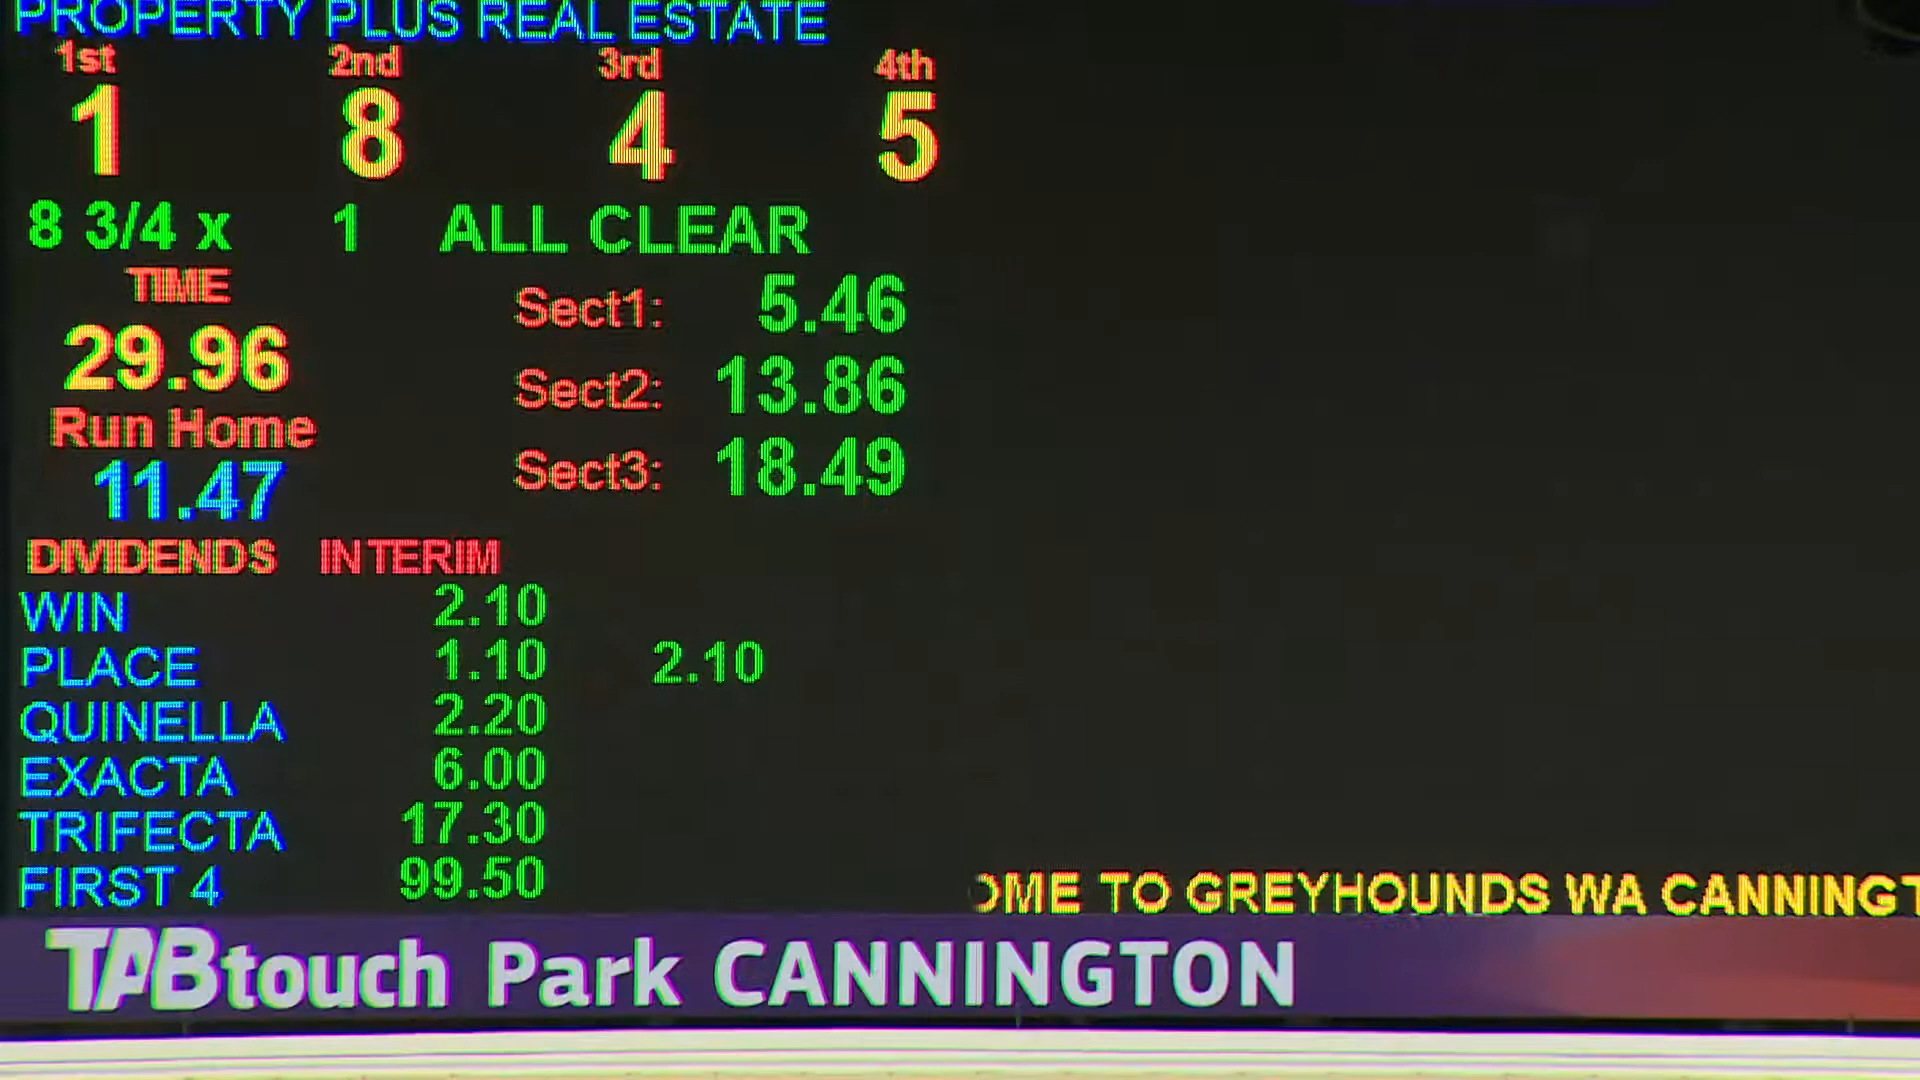 PROPERTY PLUS REAL ESTATE
1st 2nd 3rd 4th
1 8 4 5
8 3/4 x 1 ALL CLEAR
TIME
29.96
Run Home
11.47
Sect1: 5.46
Sect2: 13.86
Sect3: 18.49
DIVIDENDS INTERIM
WIN 2.10
PLACE 1.10 2.10
QUINELLA 2.20
EXACTA 6.00
TRIFECTA 17.30
FIRST 4 99.50
OME TO GREYHOUNDS WA CANNINGT
TABtouch Park CANNINGTON